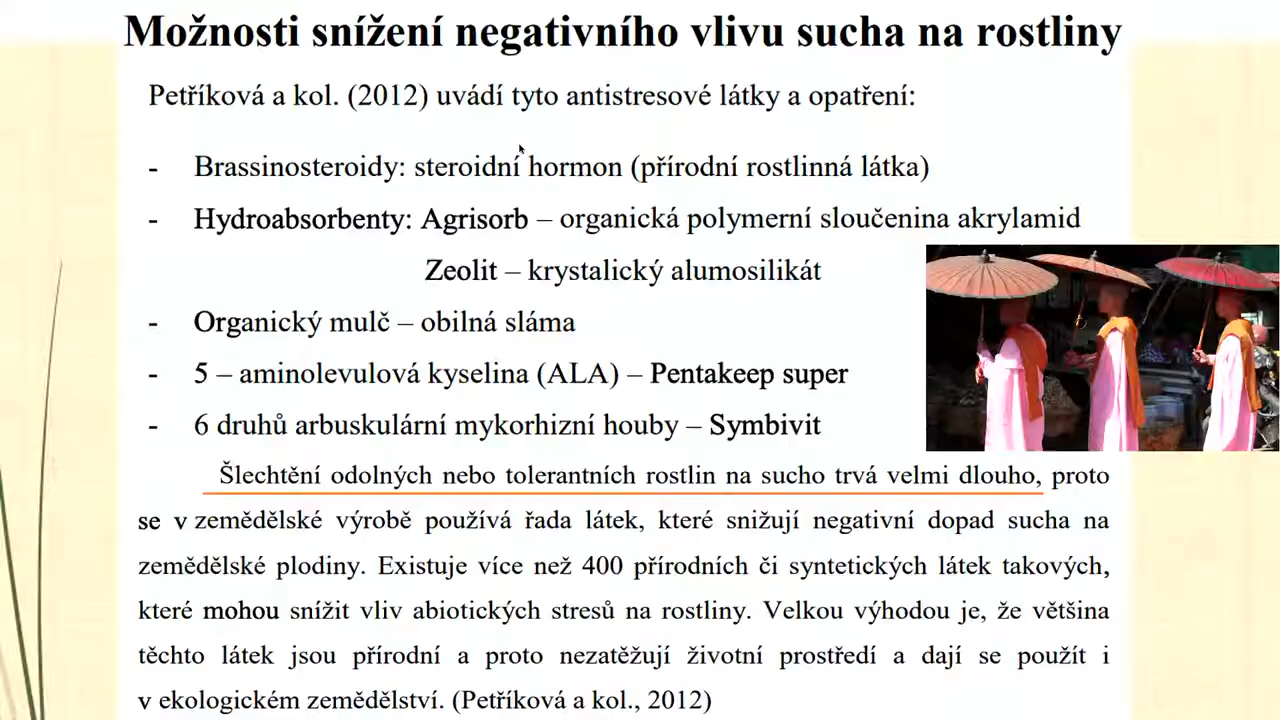 Možnosti snížení negativního vlivu sucha na rostliny
Petříková a kol. (2012) uvádí tyto antistresové látky a opatření:
- Brassinosteroidy: steroidní hormon (přírodní rostlinná látka)
- Hydroabsorbenty: Agrisorb – organická polymerní sloučenina akrylamid
Zeolit – krystalický alumosilikát
- Organický mulč – obilná sláma
- 5 – aminolevulová kyselina (ALA) – Pentakeep super
- 6 druhů arbuskulární mykorhizní houby – Symbivit
Šlechtění odolných nebo tolerantních rostlin na sucho trvá velmi dlouho, proto
se v zemědělské výrobě používá řada látek, které snižují negativní dopad sucha na
zemědělské plodiny. Existuje více než 400 přírodních či syntetických látek takových,
které mohou snížit vliv abiotických stresů na rostliny. Velkou výhodou je, že většina
těchto látek jsou přírodní a proto nezatěžují životní prostředí a dají se použít i
v ekologickém zemědělství. (Petříková a kol., 2012)